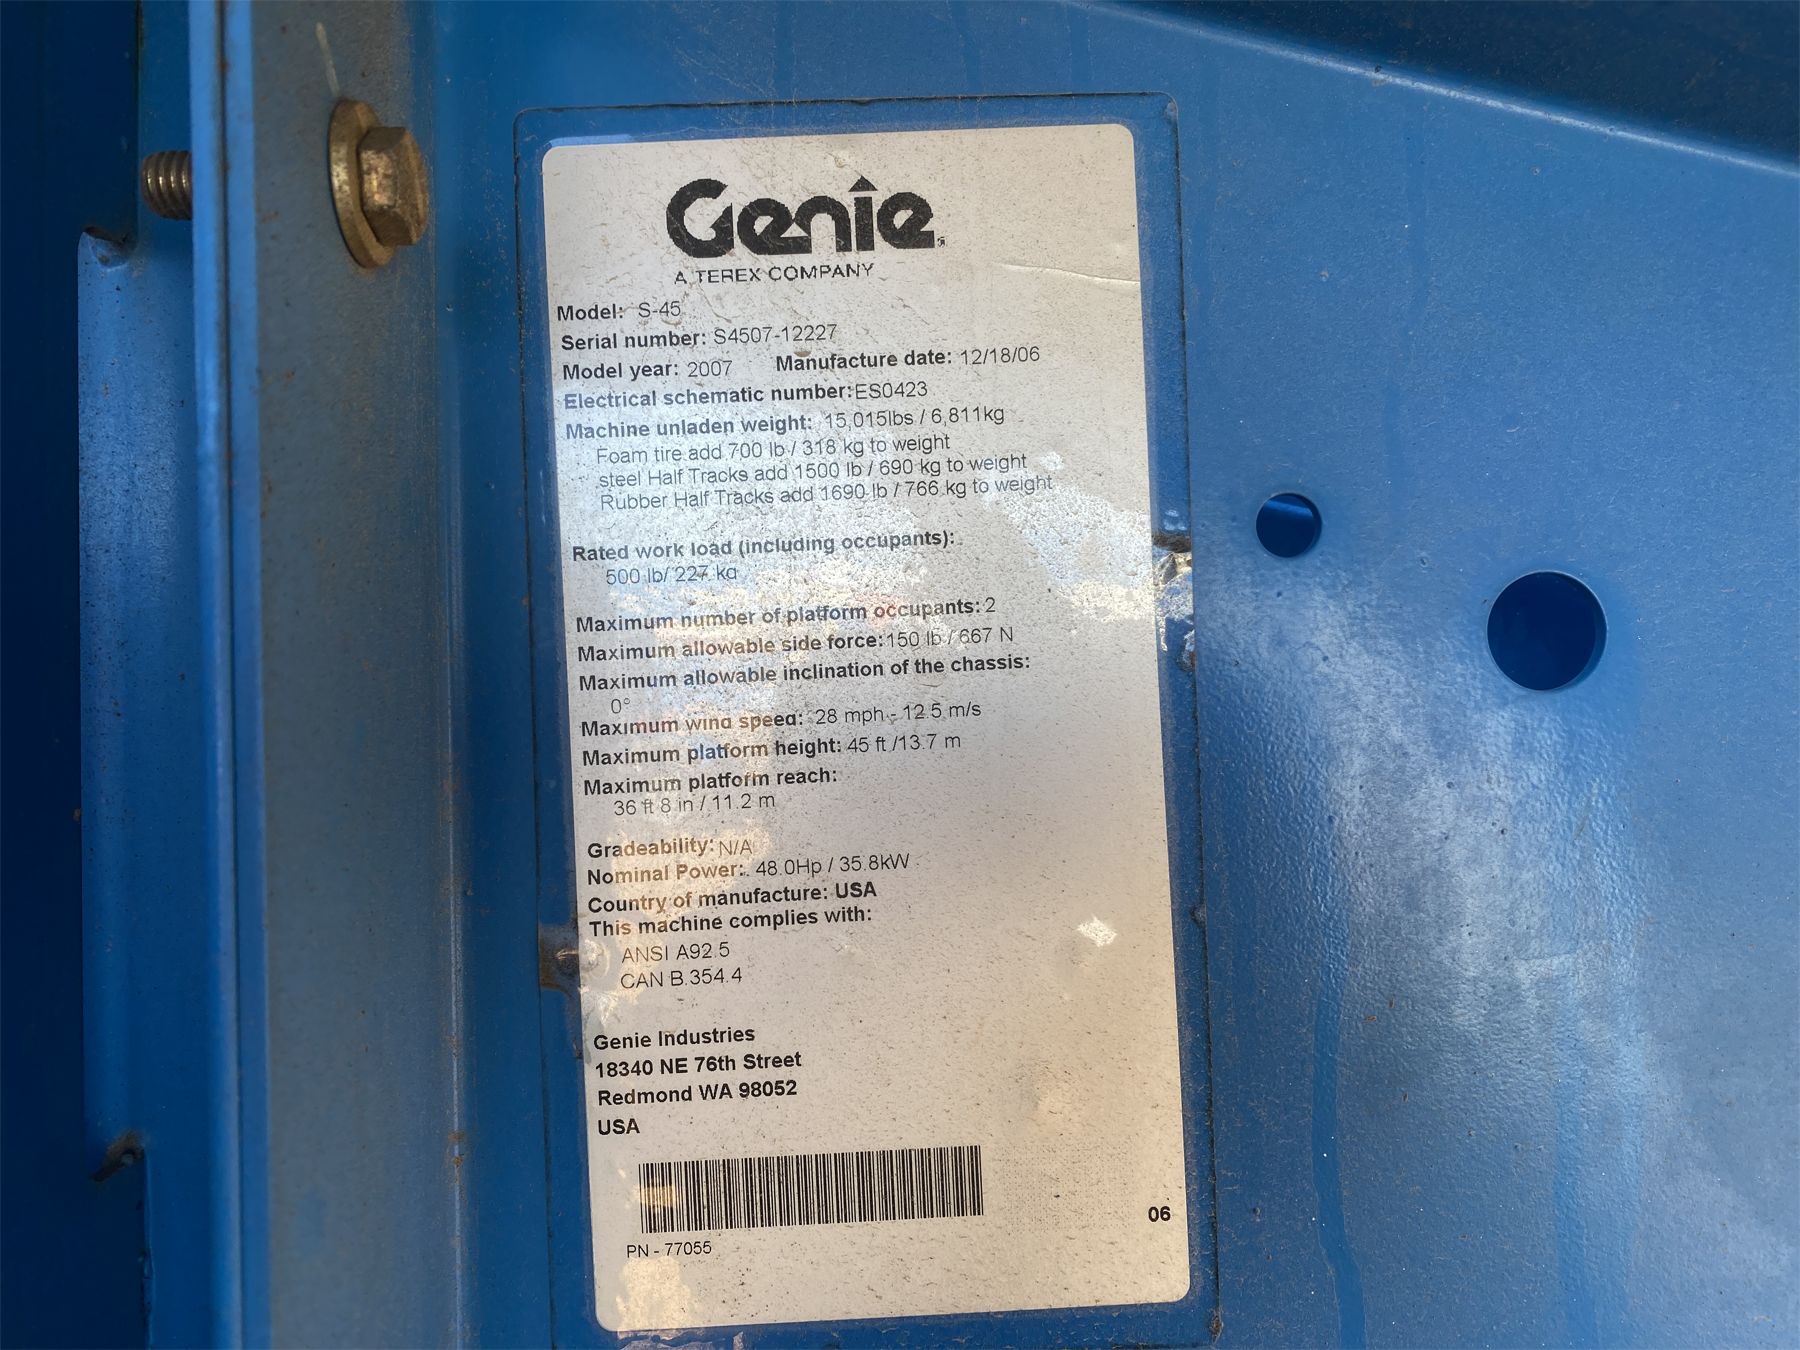 Genie
A TEREX COMPANY
Model: S-45
Serial number: S4507-12227
Model year: 2007 Manufacture date: 12/18/06
Electrical schematic number:ES0423
Machine unladen weight: 15,015lbs / 6,811kg
Foam tire add 700 lb / 318 kg to weight
steel Half Tracks add 1500 lb / 690 kg to weight
Rubber Half Tracks add 1690 lb / 766 kg to weight
Rated work load (including occupants):
500 lb/ 227 kg
Maximum number of platform occupants: 2
Maximum allowable side force:150 lb / 667 N
Maximum allowable inclination of the chassis:
0°
Maximum wind speed: 28 mph - 12.5 m/s
Maximum platform height: 45 ft /13.7 m
Maximum platform reach:
36 ft 8 in / 11.2 m
Gradeability: N/A
Nominal Power: 48.0Hp / 35.8kW
Country of manufacture: USA
This machine complies with:
ANSI A92.5
CAN B.354.4
Genie Industries
18340 NE 76th Street
Redmond WA 98052
USA
06
PN - 77055